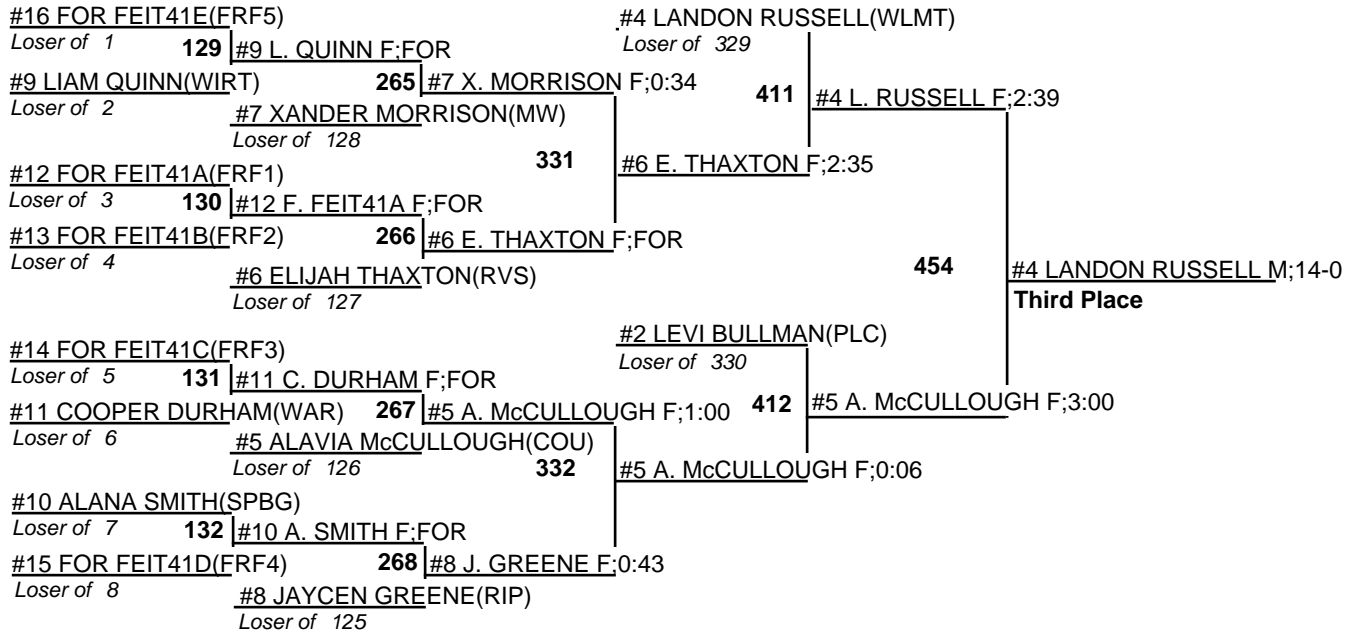 #16 FOR FEIT41E(FRF5)
Loser of 1
129
#9 L. QUINN F;FOR
#9 LIAM QUINN(WIRT)
Loser of 2
265
#7 X. MORRISON F;0:34
#7 XANDER MORRISON(MW)
Loser of 128
331
#12 FOR FEIT41A(FRF1)
Loser of 3
130
#12 F. FEIT41A F;FOR
#13 FOR FEIT41B(FRF2)
Loser of 4
266
#6 E. THAXTON F;FOR
#6 ELIJAH THAXTON(RVS)
Loser of 127
#14 FOR FEIT41C(FRF3)
Loser of 5
131
#11 C. DURHAM F;FOR
#11 COOPER DURHAM(WAR)
Loser of 6
267
#5 A. McCULLOUGH F;1:00
#5 ALAVIA McCULLOUGH(COU)
Loser of 126
332
#10 ALANA SMITH(SPBG)
Loser of 7
132
#10 A. SMITH F;FOR
#15 FOR FEIT41D(FRF4)
Loser of 8
268
#8 J. GREENE F;0:43
#8 JAYCEN GREENE(RIP)
Loser of 125
#4 LANDON RUSSELL(WLMT)
Loser of 329
411
#4 L. RUSSELL F;2:39
#6 E. THAXTON F;2:35
454
#4 LANDON RUSSELL M;14-0
Third Place
#2 LEVI BULLMAN(PLC)
Loser of 330
412
#5 A. McCULLOUGH F;3:00
#5 A. McCULLOUGH F;0:06